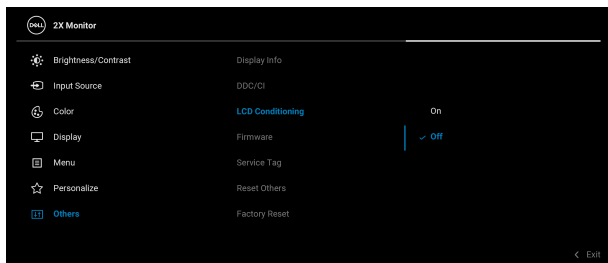 DELL 2X Monitor
Brightness/Contrast Display Info
Input Source DDC/CI
Color LCD Conditioning On
Display Firmware Off
Menu Service Tag
Personalize Reset Others
Others Factory Reset
Exit